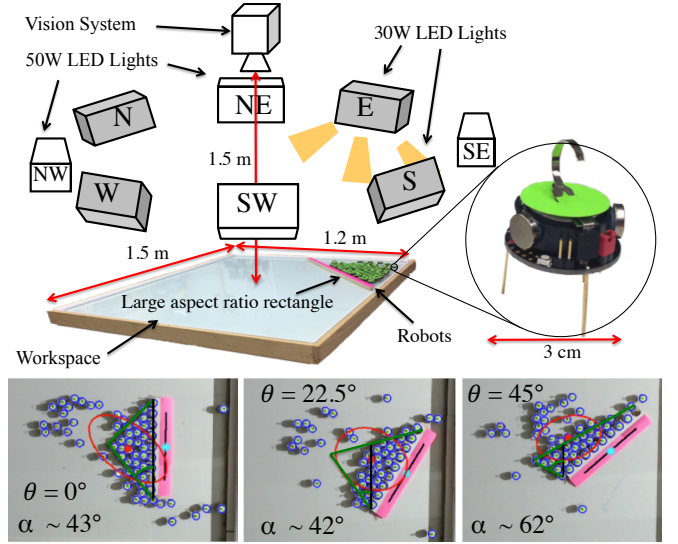 Vision System
30W LED Lights
50W LED Lights
NE
E
N
SE
NW
1.5 m
W
S
SW
1.5 m
1.2 m
Large aspect ratio rectangle
Robots
Workspace
3 cm
θ = 0°
α ~ 43°
θ = 22.5°
α ~ 42°
θ = 45°
α ~ 62°